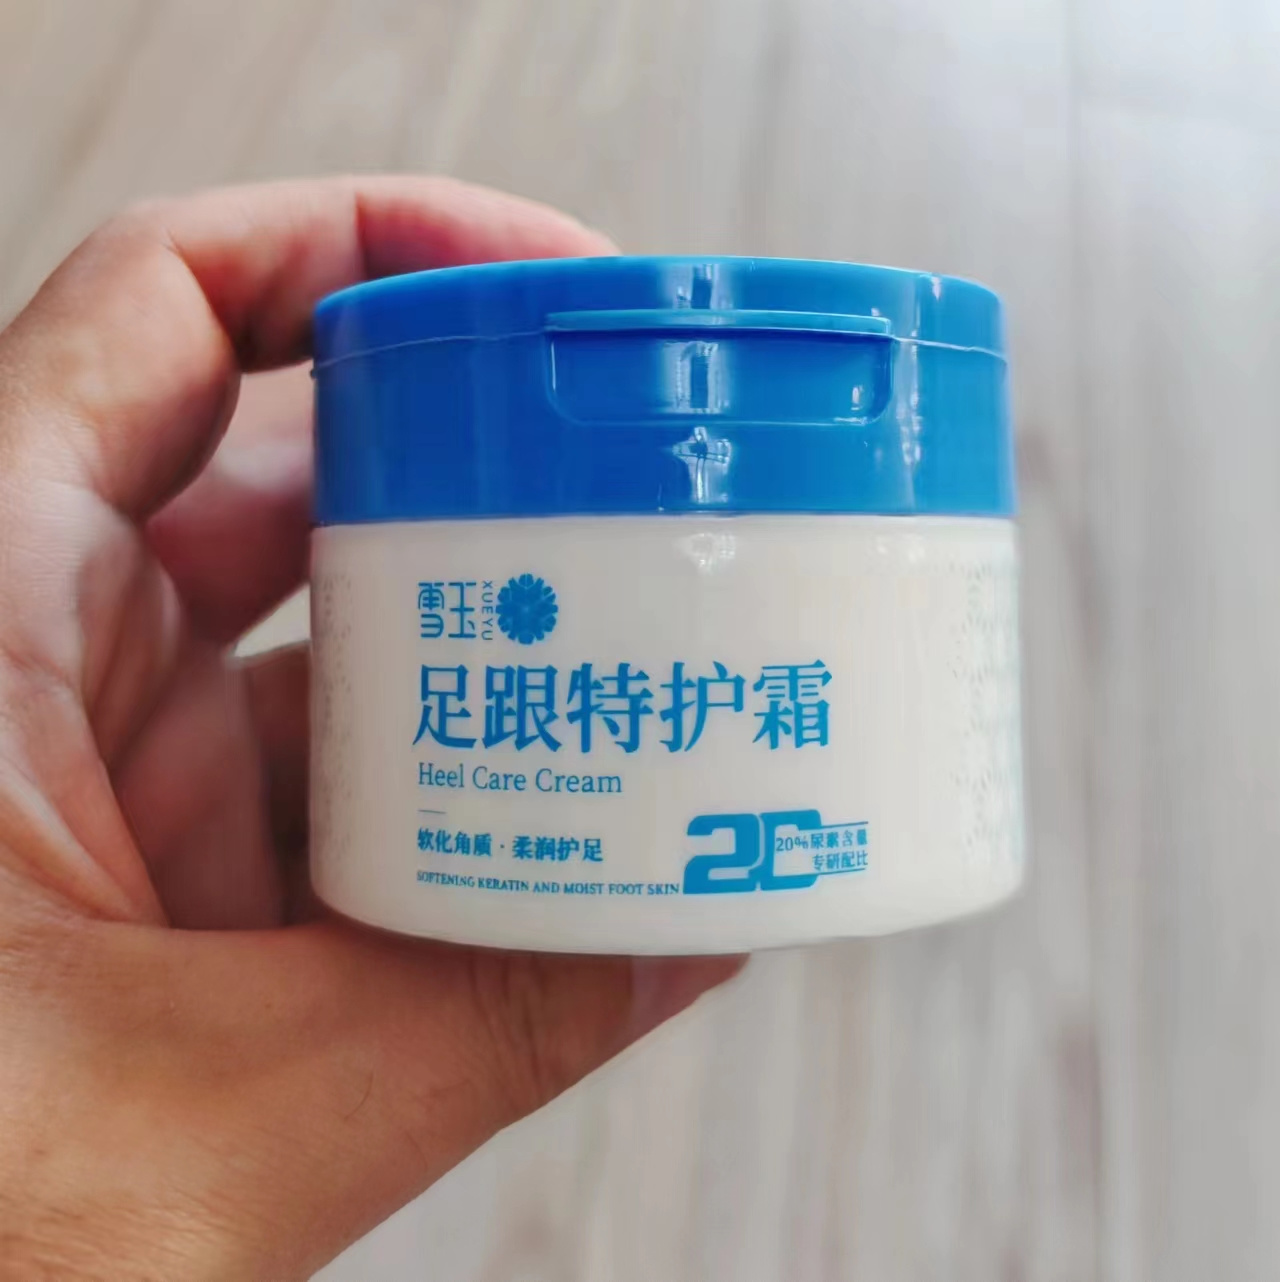 雪玉
XUEYU
足跟特护霜
Heel Care Cream
软化角质·柔润护足
SOFTENING KERATIN AND MOIST FOOT SKIN
20
20%尿素含量
专研配比